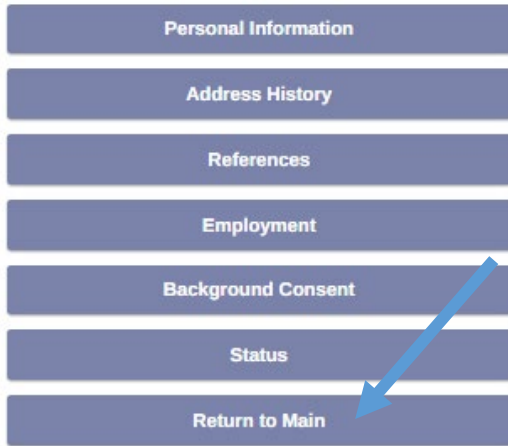 Personal Information
Address History
References
Employment
Background Consent
Status
Return to Main